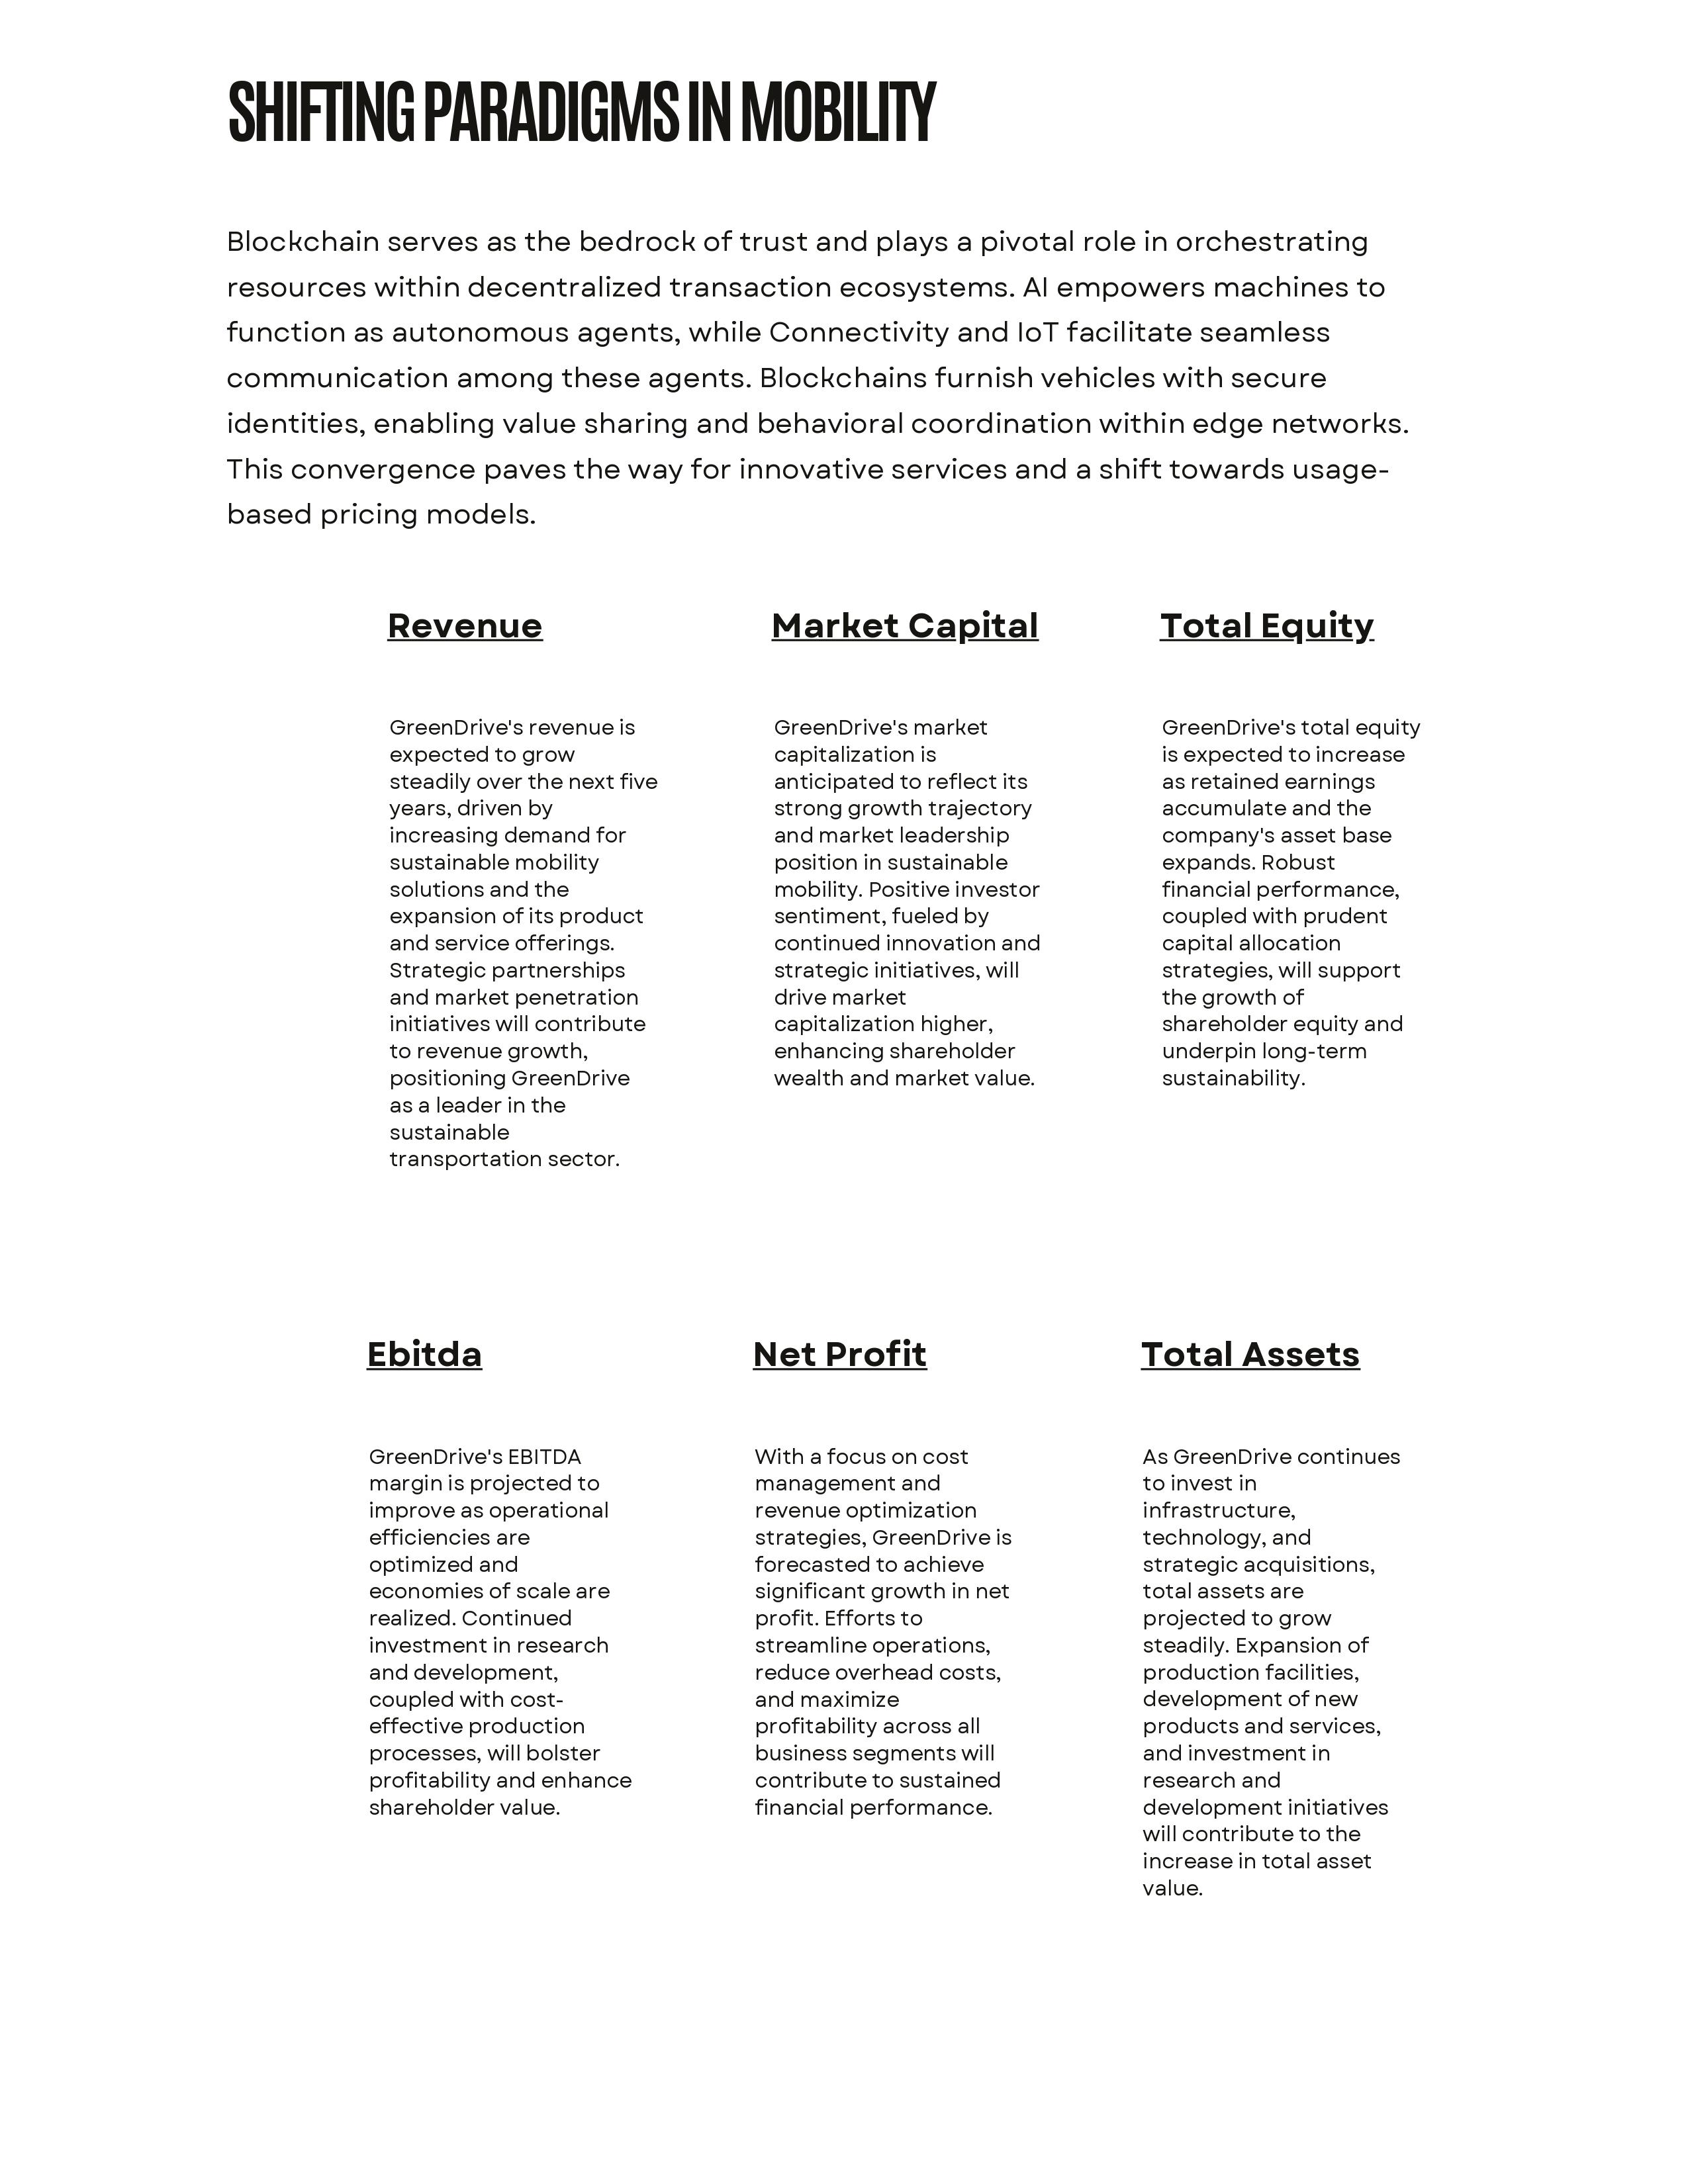 SHIFTING PARADIGMS IN MOBILITY
Blockchain serves as the bedrock of trust and plays a pivotal role in orchestrating
resources within decentralized transaction ecosystems. AI empowers machines to
function as autonomous agents, while Connectivity and IoT facilitate seamless
communication among these agents. Blockchains furnish vehicles with secure
identities, enabling value sharing and behavioral coordination within edge networks.
This convergence paves the way for innovative services and a shift towards usage-
based pricing models.
Revenue
GreenDrive's revenue is
expected to grow
steadily over the next five
years, driven by
increasing demand for
sustainable mobility
solutions and the
expansion of its product
and service offerings.
Strategic partnerships
and market penetration
initiatives will contribute
to revenue growth,
positioning GreenDrive
as a leader in the
sustainable
transportation sector.
Market Capital
GreenDrive's market
capitalization is
anticipated to reflect its
strong growth trajectory
and market leadership
position in sustainable
mobility. Positive investor
sentiment, fueled by
continued innovation and
strategic initiatives, will
drive market
capitalization higher,
enhancing shareholder
wealth and market value.
Total Equity
GreenDrive's total equity
is expected to increase
as retained earnings
accumulate and the
company's asset base
expands. Robust
financial performance,
coupled with prudent
capital allocation
strategies, will support
the growth of
shareholder equity and
underpin long-term
sustainability.
Ebitda
GreenDrive's EBITDA
margin is projected to
improve as operational
efficiencies are
optimized and
economies of scale are
realized. Continued
investment in research
and development,
coupled with cost-
effective production
processes, will bolster
profitability and enhance
shareholder value.
Net Profit
With a focus on cost
management and
revenue optimization
strategies, GreenDrive is
forecasted to achieve
significant growth in net
profit. Efforts to
streamline operations,
reduce overhead costs,
and maximize
profitability across all
business segments will
contribute to sustained
financial performance.
Total Assets
As GreenDrive continues
to invest in
infrastructure,
technology, and
strategic acquisitions,
total assets are
projected to grow
steadily. Expansion of
production facilities,
development of new
products and services,
and investment in
research and
development initiatives
will contribute to the
increase in total asset
value.